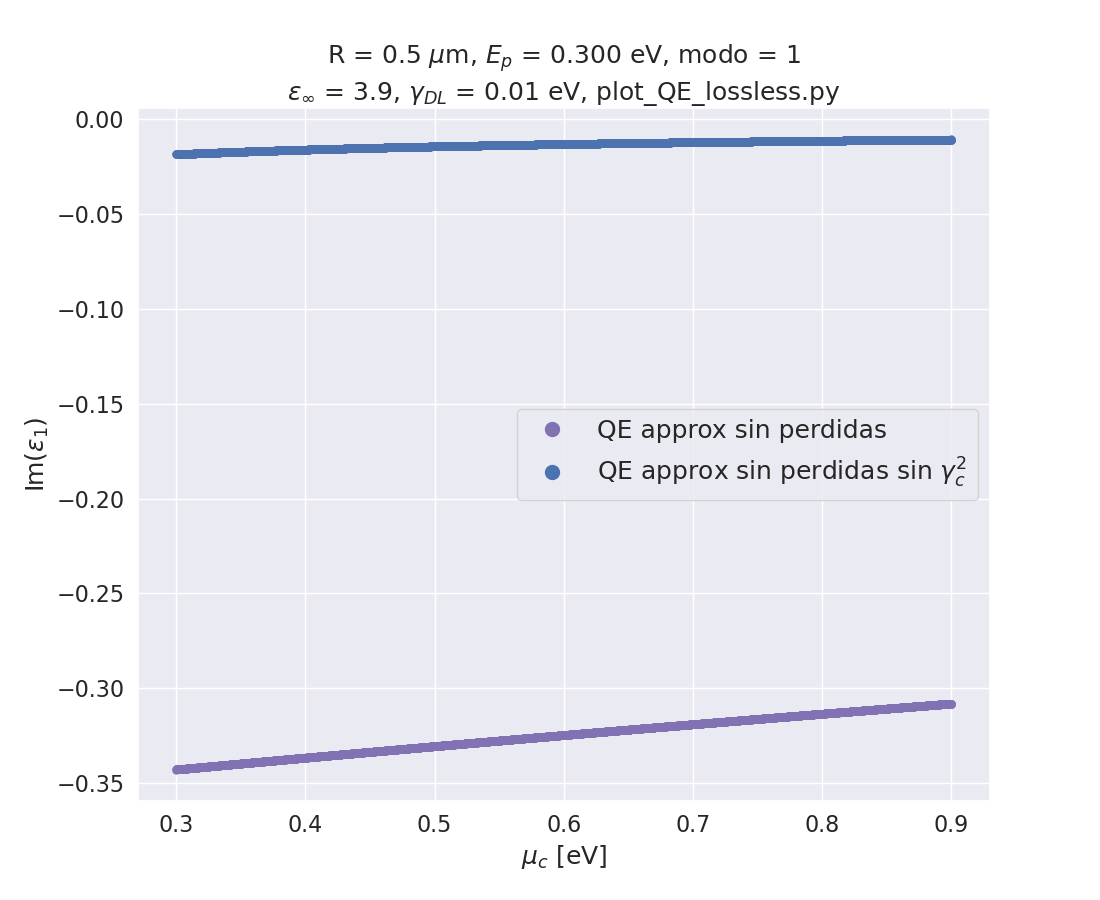 R = 0.5 μm, E_p = 0.300 eV, modo = 1
ε_∞ = 3.9, γ_DL = 0.01 eV, plot_QE_lossless.py
0.00
−0.05
−0.10
−0.15
−0.20
−0.25
−0.30
−0.35
Im(ε₁)
QE approx sin perdidas
QE approx sin perdidas sin γ_c^2
0.3 0.4 0.5 0.6 0.7 0.8 0.9
μ_c [eV]